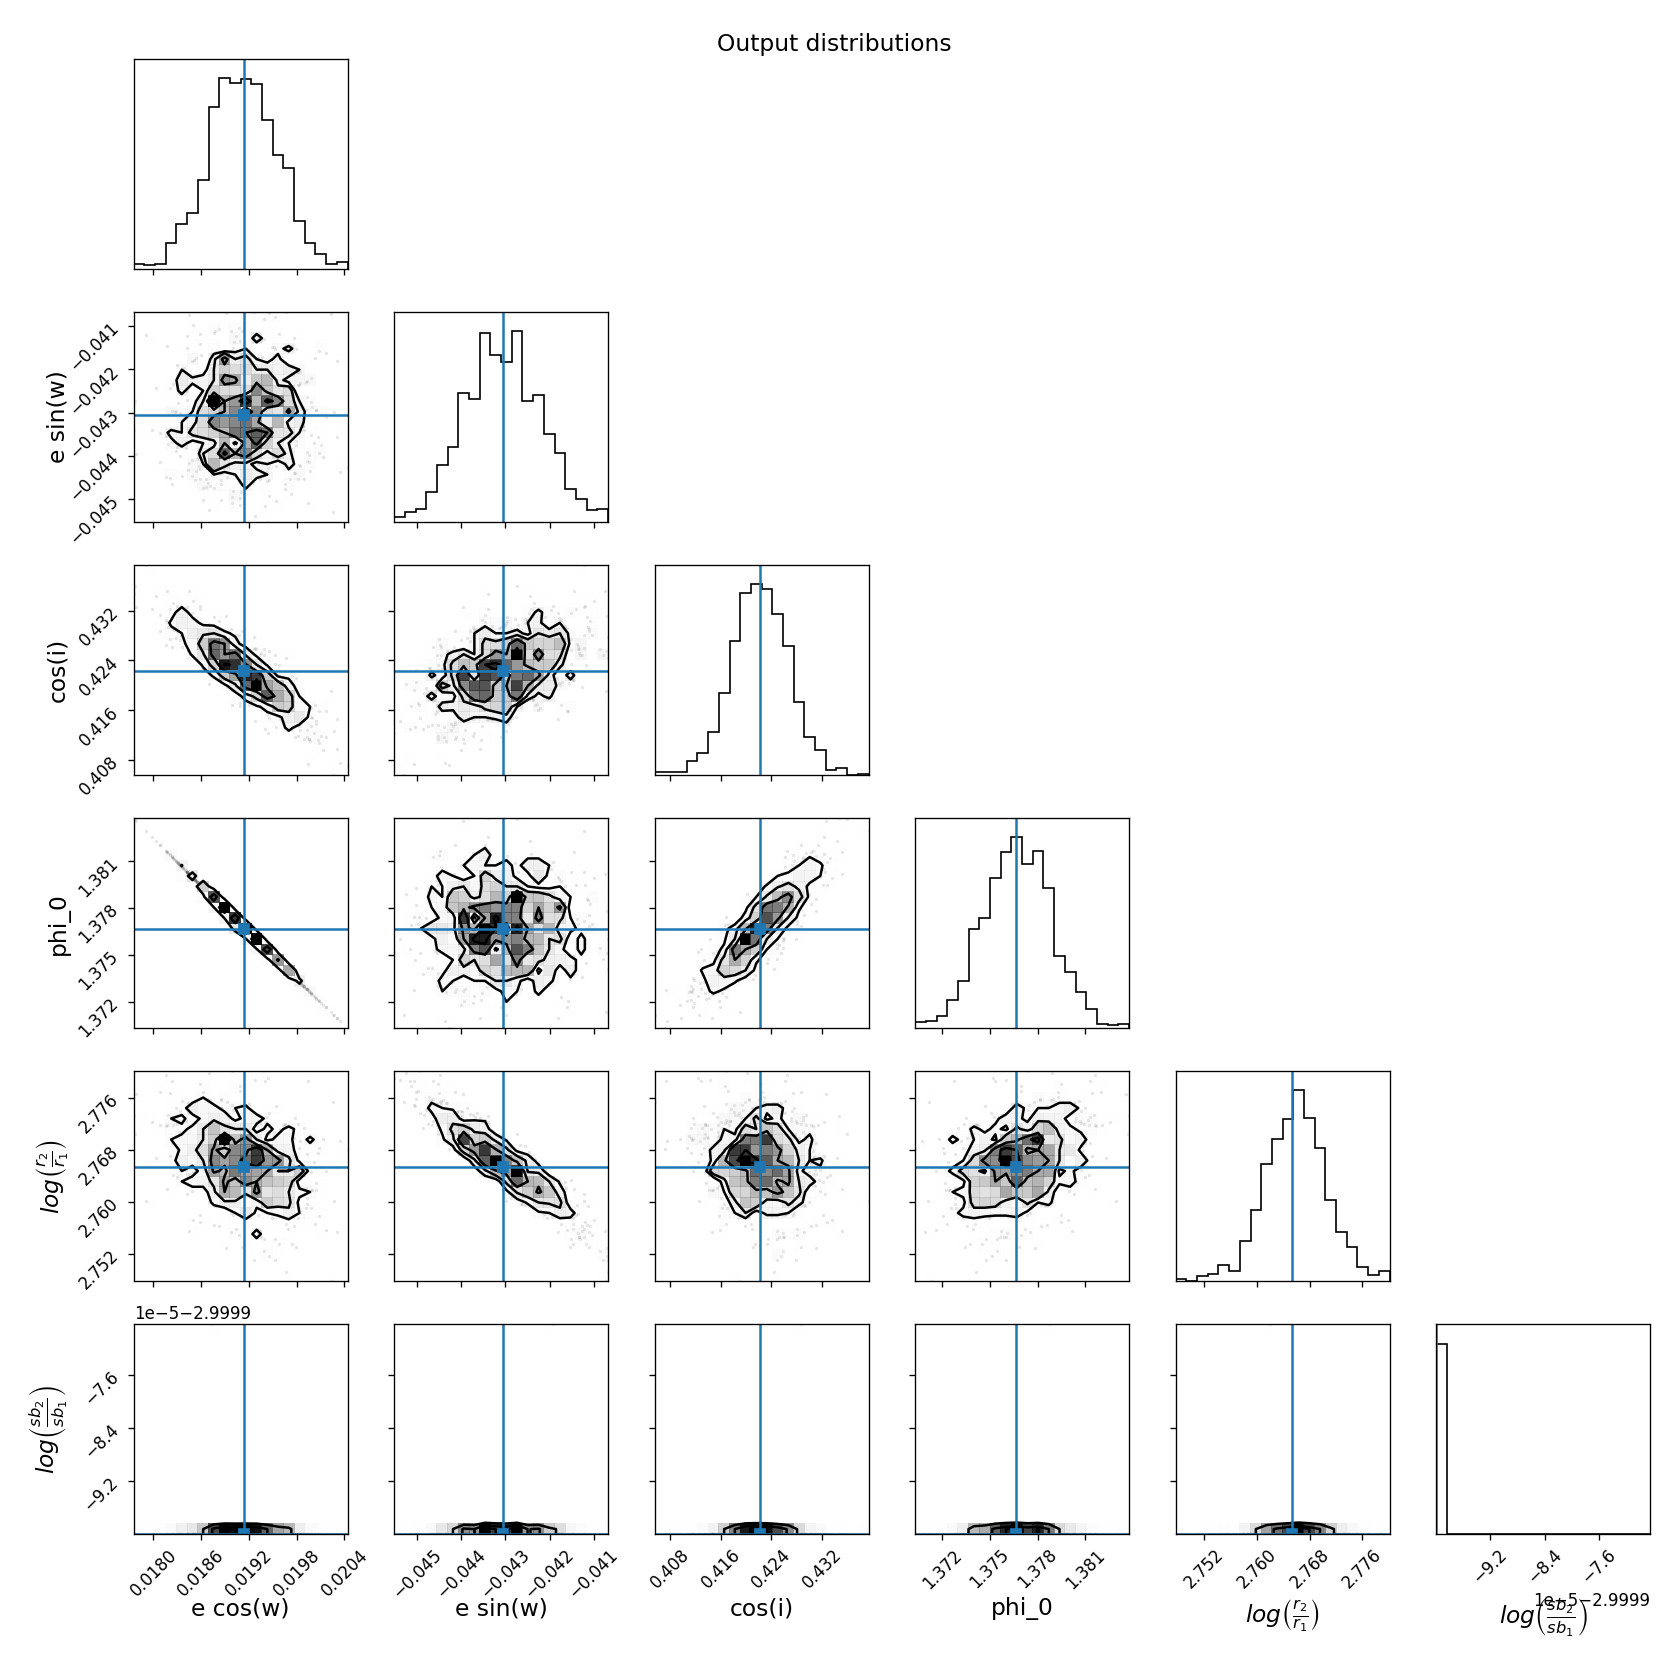 Output distributions
e sin(w)
−0.041
−0.042
−0.043
−0.044
−0.045
cos(i)
0.432
0.424
0.416
0.408
phi_0
1.381
1.378
1.375
1.372
log(r2/r1)
2.776
2.768
2.760
2.752
1e−5−2.9999
log(sb2/sb1)
−7.6
−8.4
−9.2
0.0180 0.0186 0.0192 0.0198 0.0204
−0.045 −0.044 −0.043 −0.042 −0.041
0.408 0.416 0.424 0.432
1.372 1.375 1.378 1.381
2.752 2.760 2.768 2.776
−9.2 −8.4 −7.6
1e−5−2.9999
e cos(w) e sin(w) cos(i) phi_0 log(r2/r1) log(sb2/sb1)